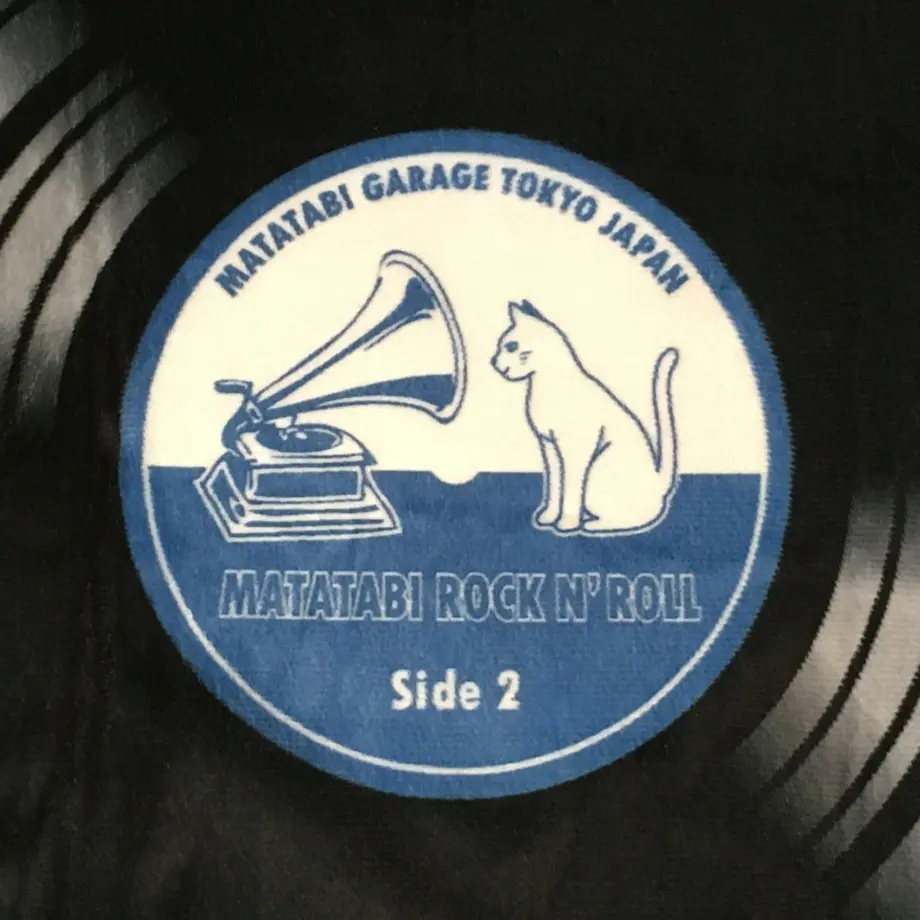 MATATABI GARAGE TOKYO JAPAN
MATATABI ROCK N' ROLL
Side 2